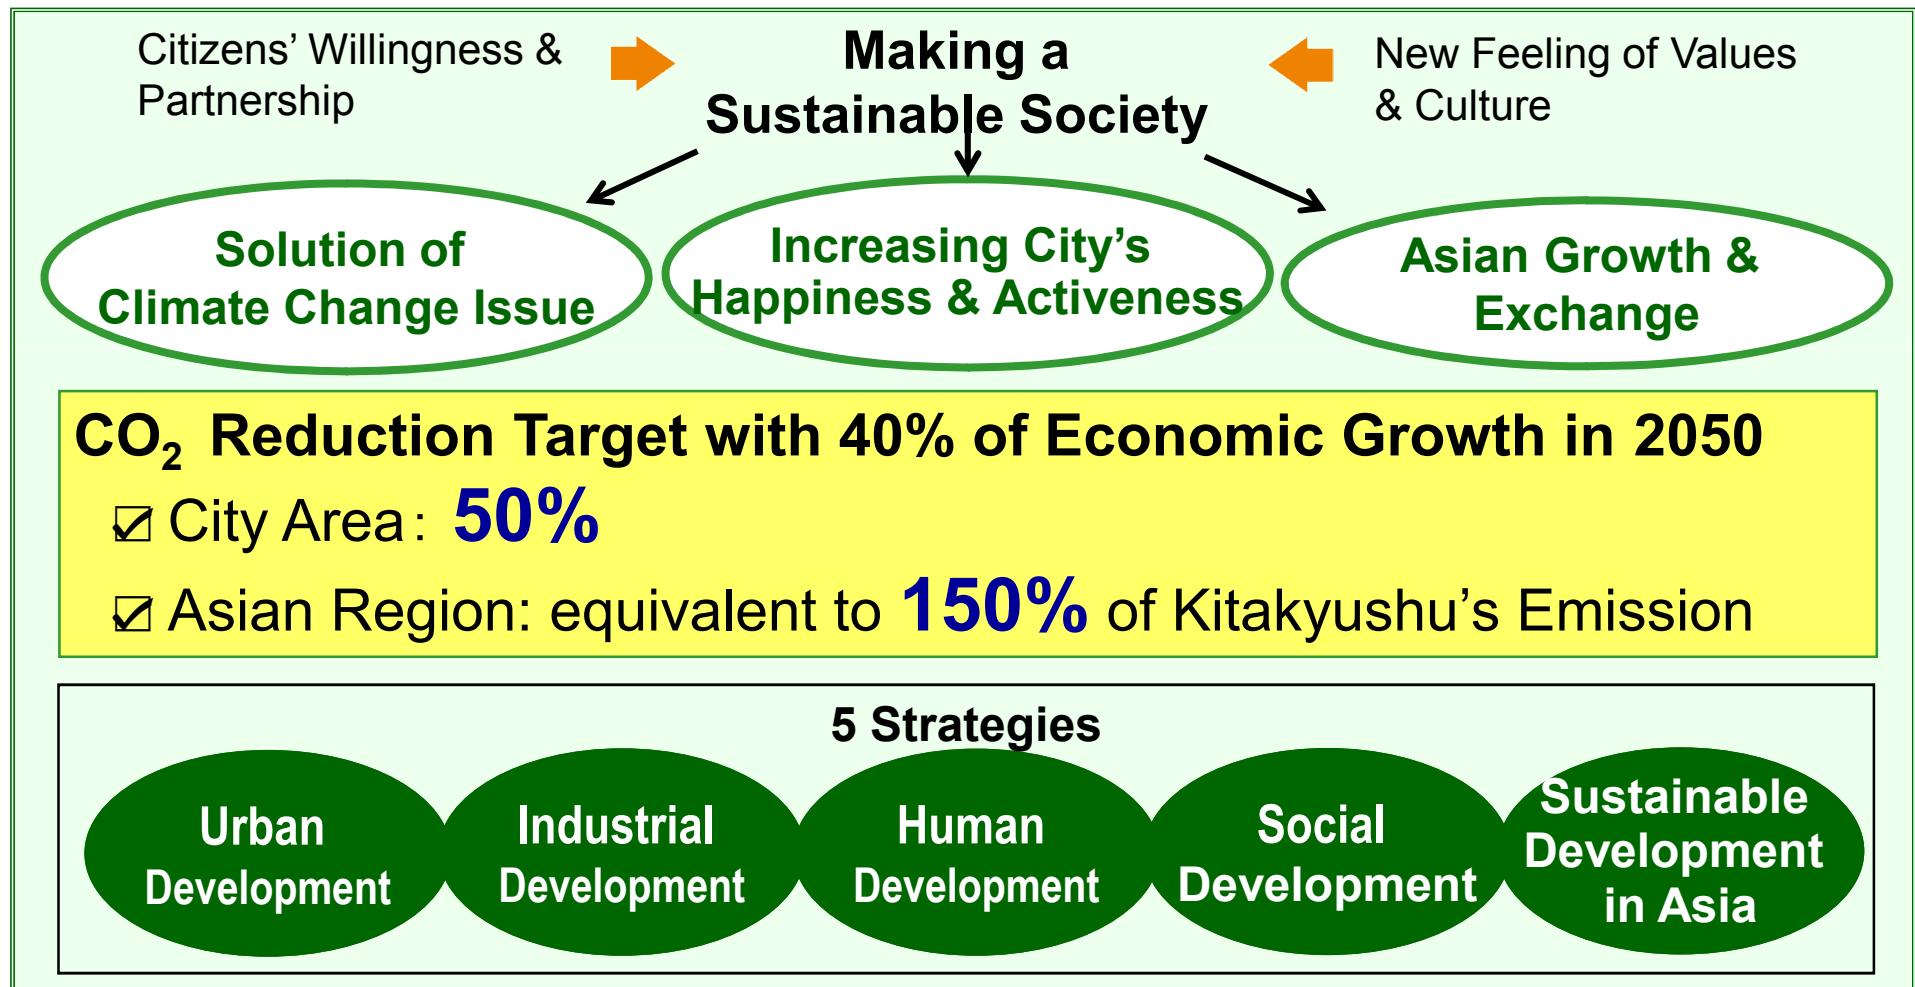 Citizens’ Willingness &
Partnership
Making a
Sustainable Society
New Feeling of Values
& Culture
Solution of
Climate Change Issue
Increasing City’s
Happiness & Activeness
Asian Growth &
Exchange
CO₂ Reduction Target with 40% of Economic Growth in 2050
☑ City Area: 50%
☑ Asian Region: equivalent to 150% of Kitakyushu’s Emission
5 Strategies
Urban
Development
Industrial
Development
Human
Development
Social
Development
Sustainable
Development
in Asia